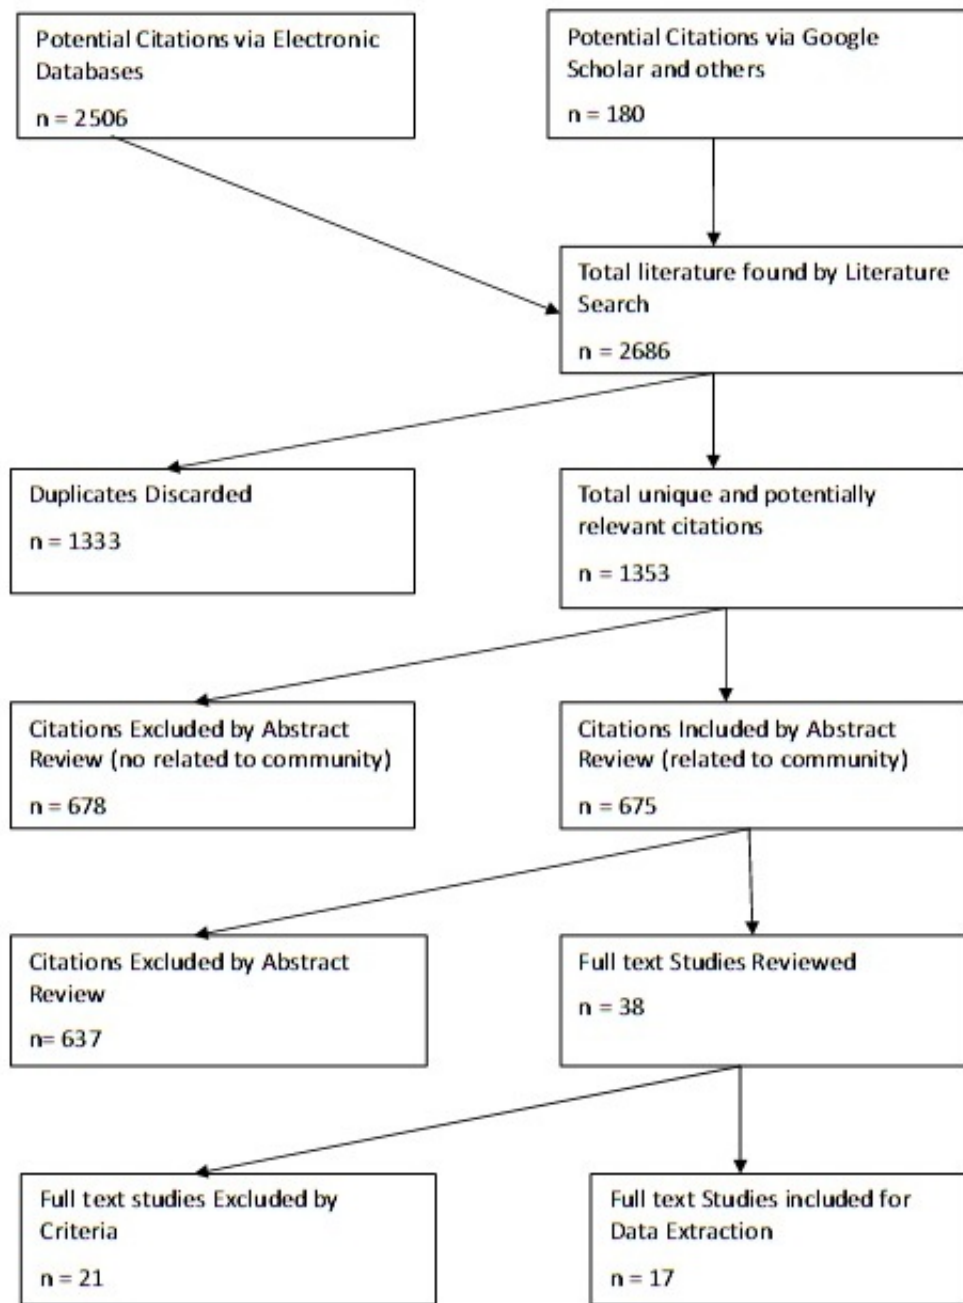 Potential Citations via Electronic
Databases
n = 2506
Potential Citations via Google
Scholar and others
n = 180
Total literature found by Literature
Search
n = 2686
Duplicates Discarded
n = 1333
Total unique and potentially
relevant citations
n = 1353
Citations Excluded by Abstract
Review (no related to community)
n = 678
Citations Included by Abstract
Review (related to community)
n = 675
Citations Excluded by Abstract
Review
n= 637
Full text Studies Reviewed
n = 38
Full text studies Excluded by
Criteria
n = 21
Full text Studies included for
Data Extraction
n = 17